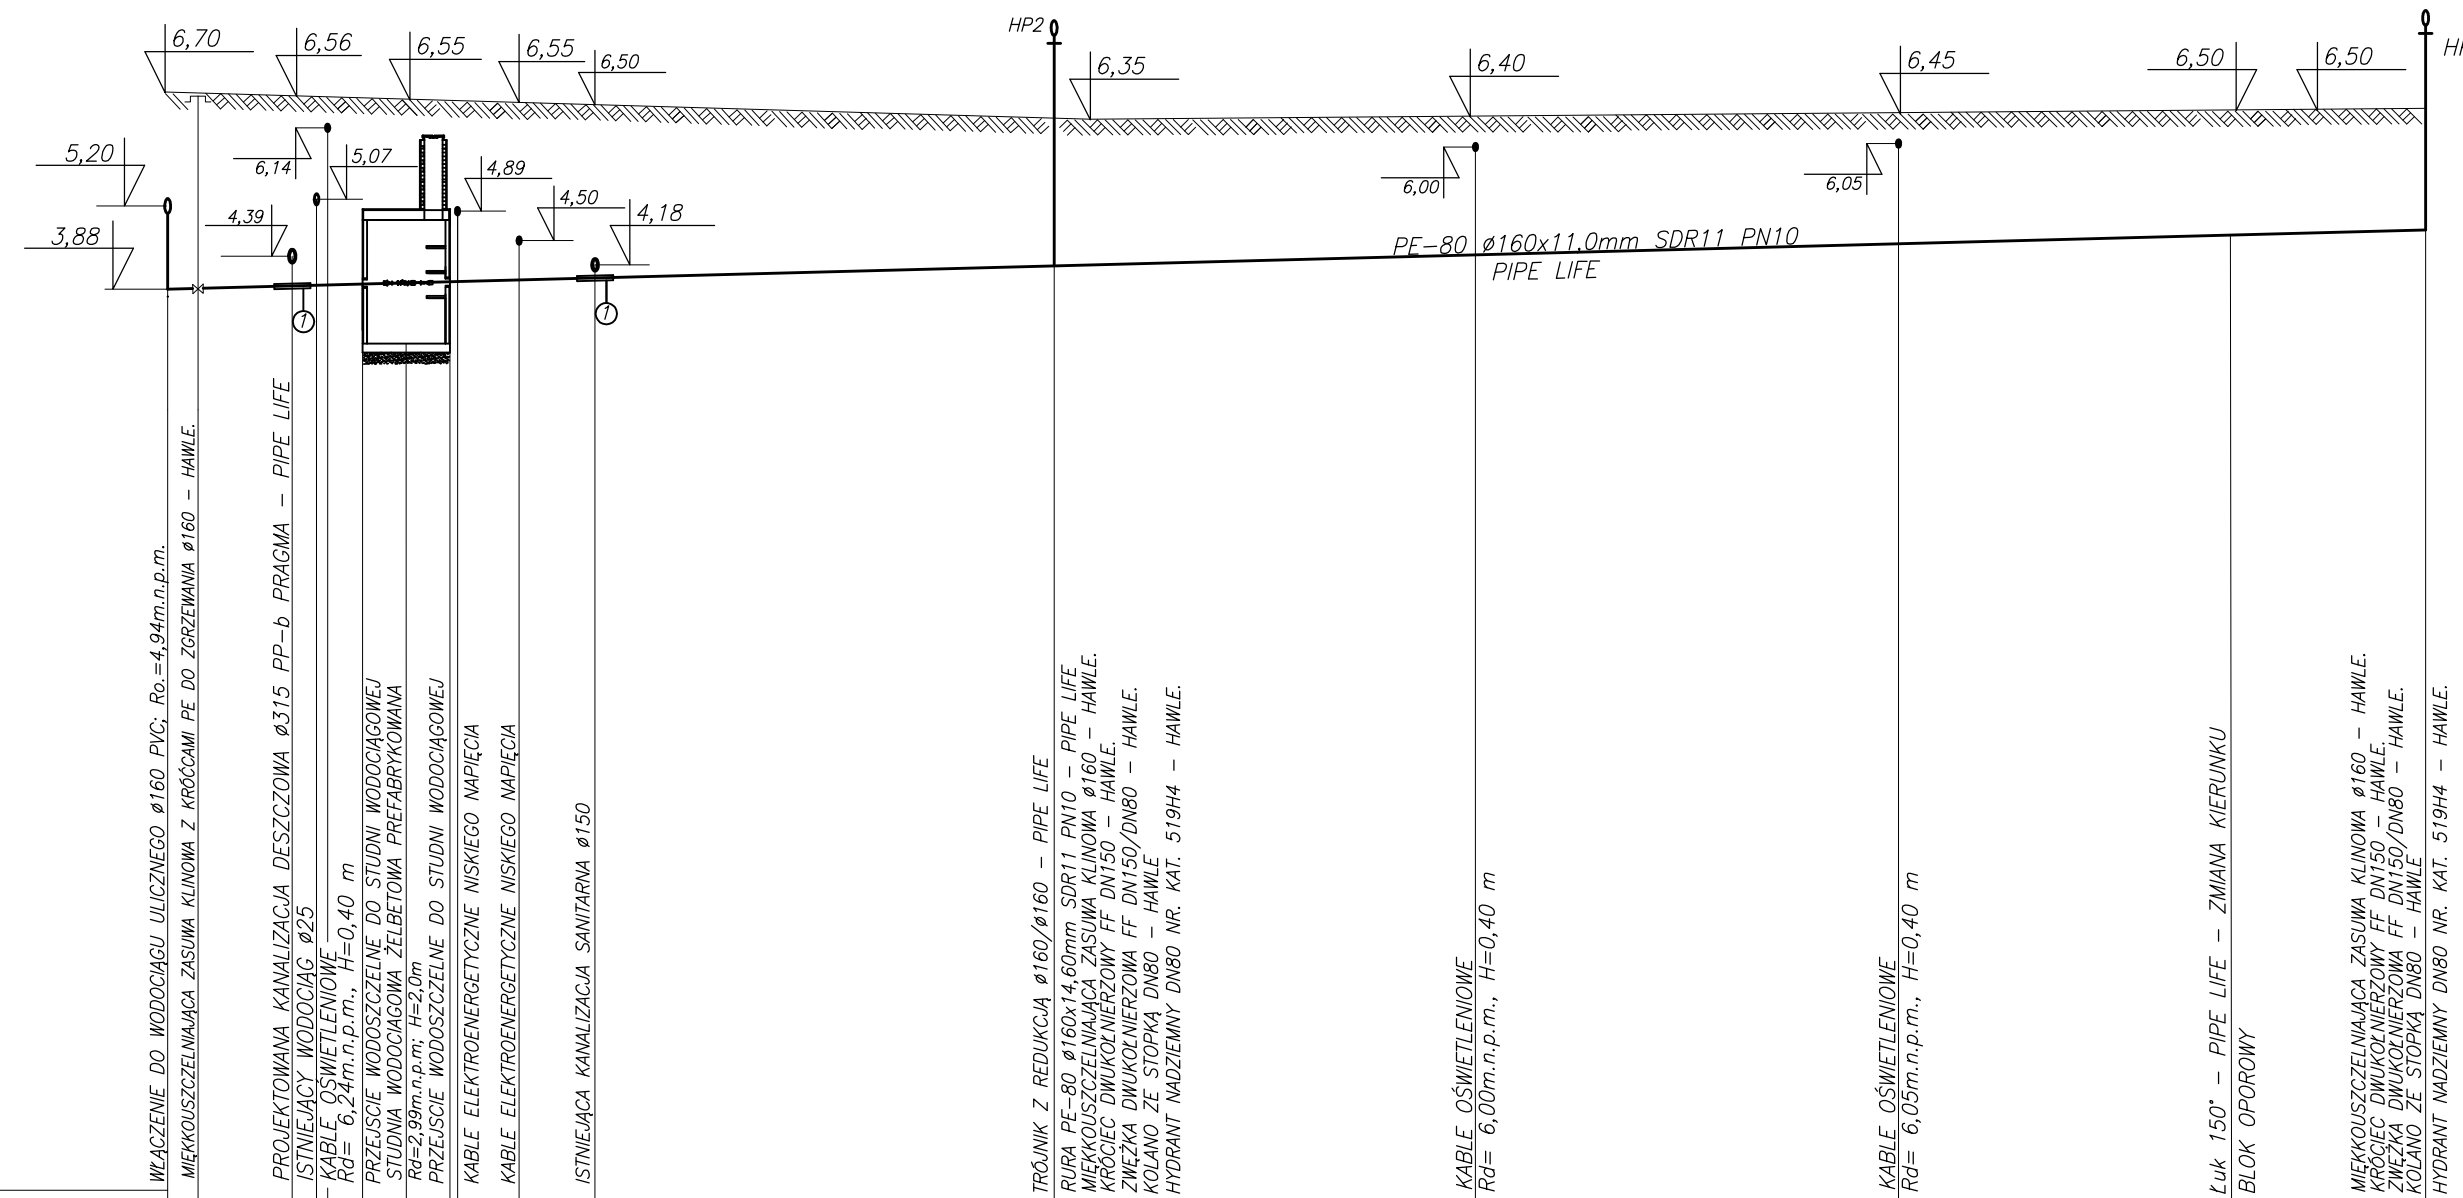 HP2
6,70
6,56
6,55
6,55
6,50
6,35
6,40
6,45
6,50
6,50
5,20
6,14
5,07
4,89
4,50
4,39
4,18
3,88
6,00
6,05
PE-80 ø160x11.0mm SDR11 PN10
PIPE LIFE
1
1
WŁĄCZENIE DO WODOCIĄGU ULICZNEGO ø160 PVC; Ro.=4,94m.n.p.m.
MIĘKKOUSZCZELNIAJĄCA ZASUWA KLINOWA Z KRÓĆCAMI PE DO ZGRZEWANIA ø160 - HAWLE.
PROJEKTOWANA KANALIZACJA DESZCZOWA ø315 PP-b PRAGMA - PIPE LIFE
ISTNIEJĄCY WODOCIĄG ø25
KABLE OŚWIETLENIOWE
Rd= 6,24m.n.p.m., H=0,40 m
PRZEJSCIE WODOSZCZELNE DO STUDNI WODOCIĄGOWEJ
STUDNIA WODOCIĄGOWA ŻELBETOWA PREFABRYKOWANA
Rd=2,99m.n.p.m; H=2,0m
PRZEJSCIE WODOSZCZELNE DO STUDNI WODOCIĄGOWEJ
KABLE ELEKTROENERGETYCZNE NISKIEGO NAPIĘCIA
KABLE ELEKTROENERGETYCZNE NISKIEGO NAPIĘCIA
ISTNIEJĄCA KANALIZACJA SANITARNA ø150
TRÓJNIK Z REDUKCJĄ ø160/ø160 - PIPE LIFE
RURA PE-80 ø160x14,60mm SDR11 PN10 - PIPE LIFE
MIĘKKOUSZCZELNIAJĄCA ZASUWA KLINOWA ø160 - HAWLE.
KRÓCIEC DWUKOŁNIERZOWY FF DN150 - HAWLE.
ZWĘŻKA DWUKOŁNIERZOWA FF DN150/DN80 - HAWLE.
KOLANO ZE STOPKĄ DN80 - HAWLE
HYDRANT NADZIEMNY DN80 NR. KAT. 519H4 - HAWLE.
KABLE OŚWIETLENIOWE
Rd= 6,00m.n.p.m., H=0,40 m
KABLE OŚWIETLENIOWE
Rd= 6,05m.n.p.m., H=0,40 m
Łuk 150° - PIPE LIFE - ZMIANA KIERUNKU
BLOK OPOROWY
MIĘKKOUSZCZELNIAJĄCA ZASUWA KLINOWA ø160 - HAWLE.
KRÓCIEC DWUKOŁNIERZOWY FF DN150 - HAWLE.
ZWĘŻKA DWUKOŁNIERZOWA FF DN150/DN80 - HAWLE.
KOLANO ZE STOPKĄ DN80 - HAWLE
HYDRANT NADZIEMNY DN80 NR. KAT. 519H4 - HAWLE.